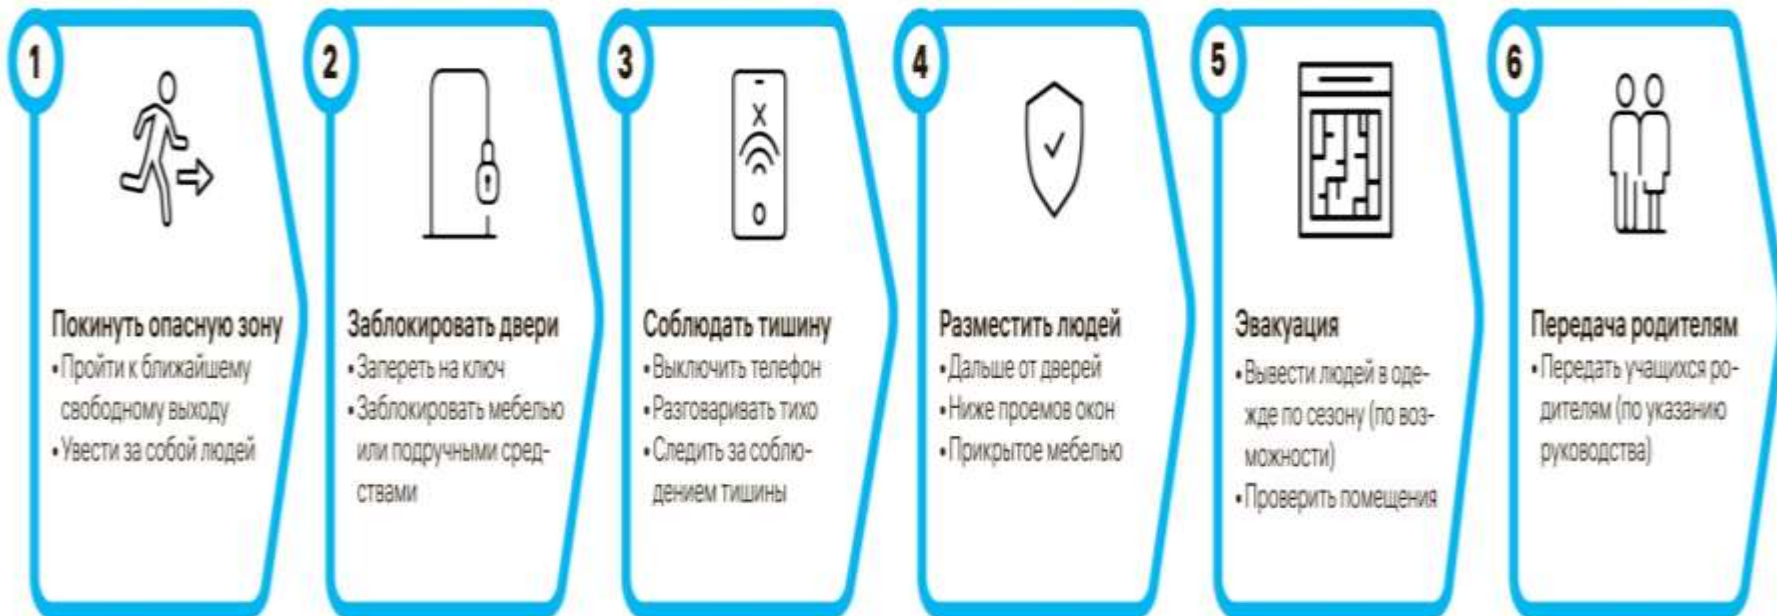 1
Покинуть опасную зону
•Пройти к ближайшему
свободному выходу
•Увести за собой людей
2
Заблокировать двери
•Запереть на ключ
•Заблокировать мебелью
или подручными сред-
ствами
3
Соблюдать тишину
•Выключить телефон
•Разговаривать тихо
•Следить за соблю-
дением тишины
4
Разместить людей
•Дальше от дверей
•Ниже проемов окон
•Прикрытое мебелью
5
Эвакуация
•Вывести людей в оде-
жде по сезону (по воз-
можности)
•Проверить помещения
6
Передача родителям
•Передать учащихся ро-
дителям (по указанию
руководства)